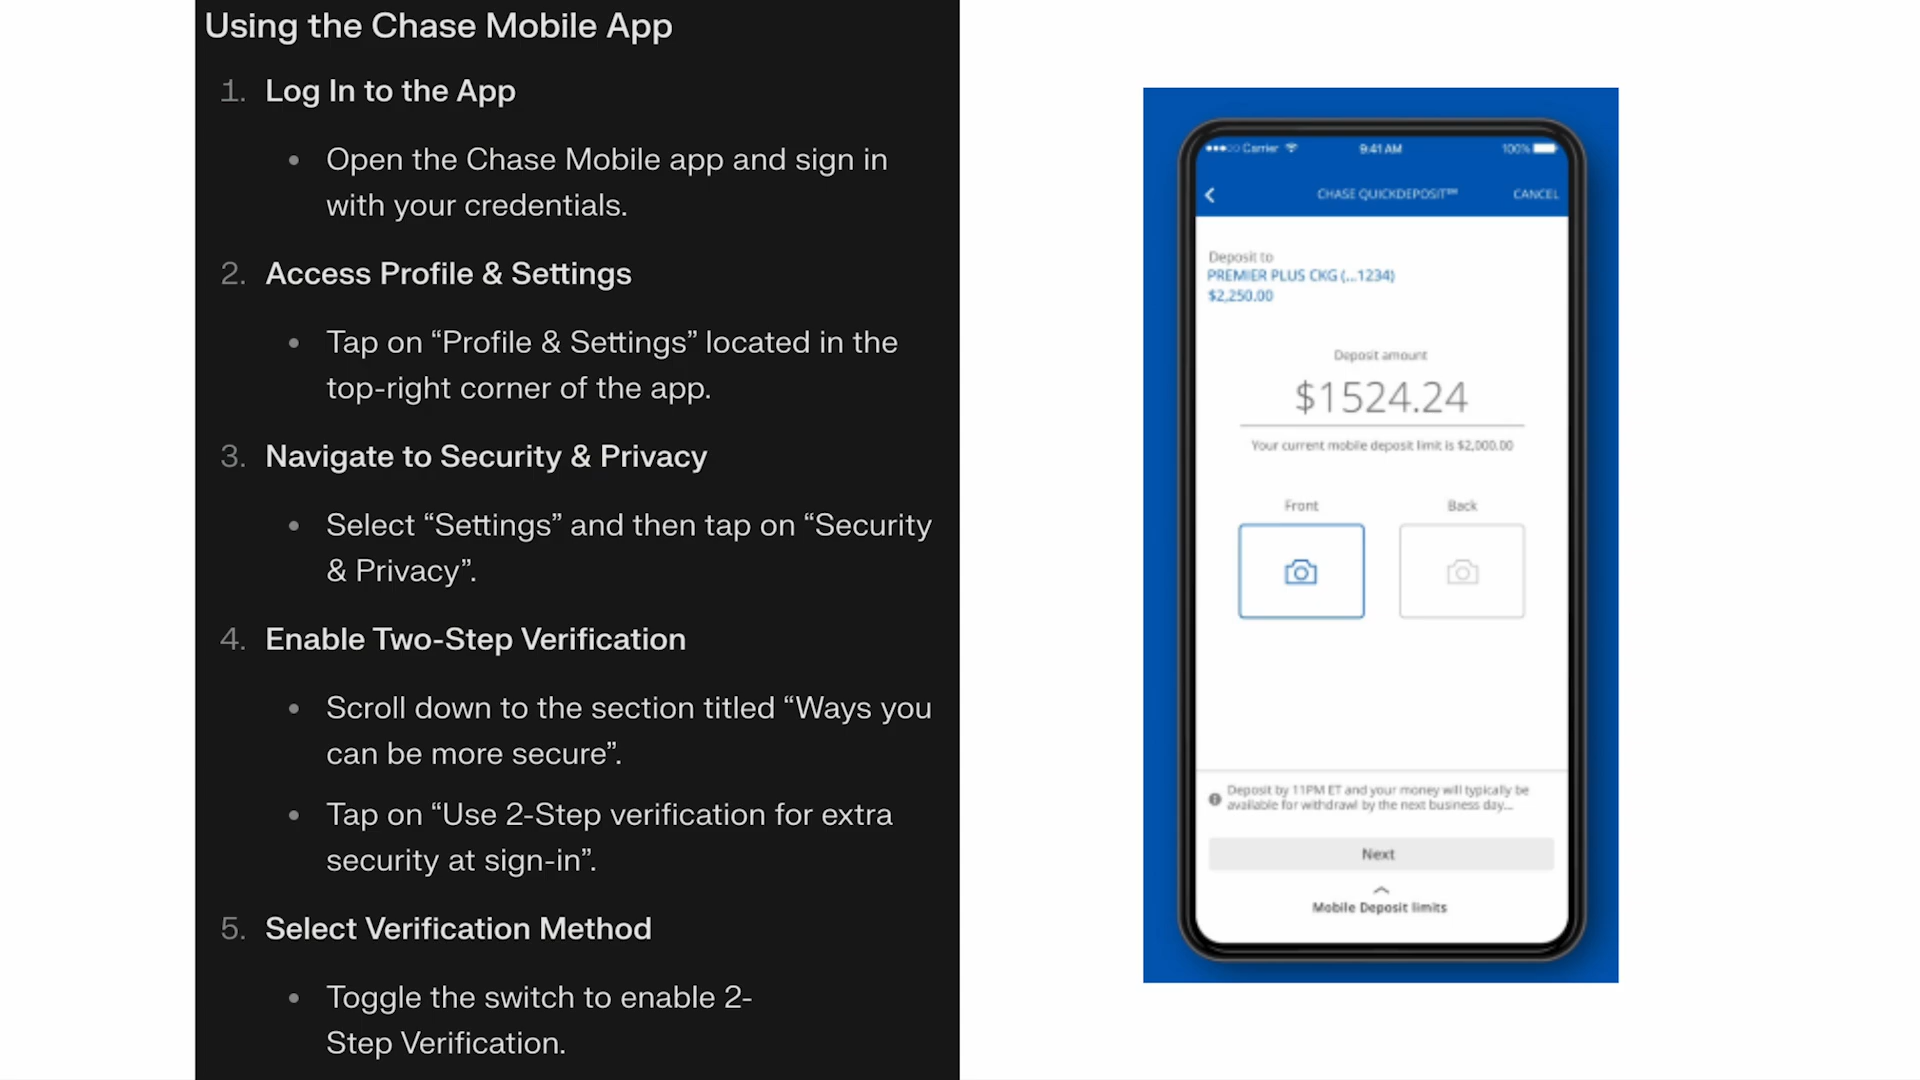 Using the Chase Mobile App
1. Log In to the App
• Open the Chase Mobile app and sign in
with your credentials.
2. Access Profile & Settings
• Tap on “Profile & Settings” located in the
top-right corner of the app.
3. Navigate to Security & Privacy
• Select “Settings” and then tap on “Security
& Privacy”.
4. Enable Two-Step Verification
• Scroll down to the section titled “Ways you
can be more secure”.
• Tap on “Use 2-Step verification for extra
security at sign-in”.
5. Select Verification Method
• Toggle the switch to enable 2-
Step Verification.
Carrier 9:41 AM 100%
CHASE QUICKDEPOSIT℠ CANCEL
Deposit to
PREMIER PLUS CKG (...1234)
$2,250.00
Deposit amount
$1524.24
Your current mobile deposit limit is $2,000.00
Front Back
Deposit by 11PM ET and your money will typically be
available for withdrawl by the next business day...
Next
Mobile Deposit limits